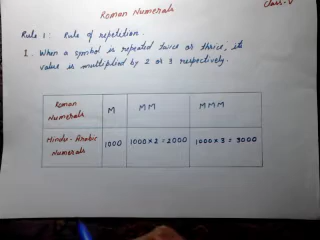 Roman Numerals
Class-V
Rule 1: Rule of repetition.
1. When a symbol is repeated twice or thrice, its
value is multiplied by 2 or 3 respectively.
Roman Numerals M MM MMM
Hindu-Arabic Numerals 1000 1000×2=2000 1000×3=3000